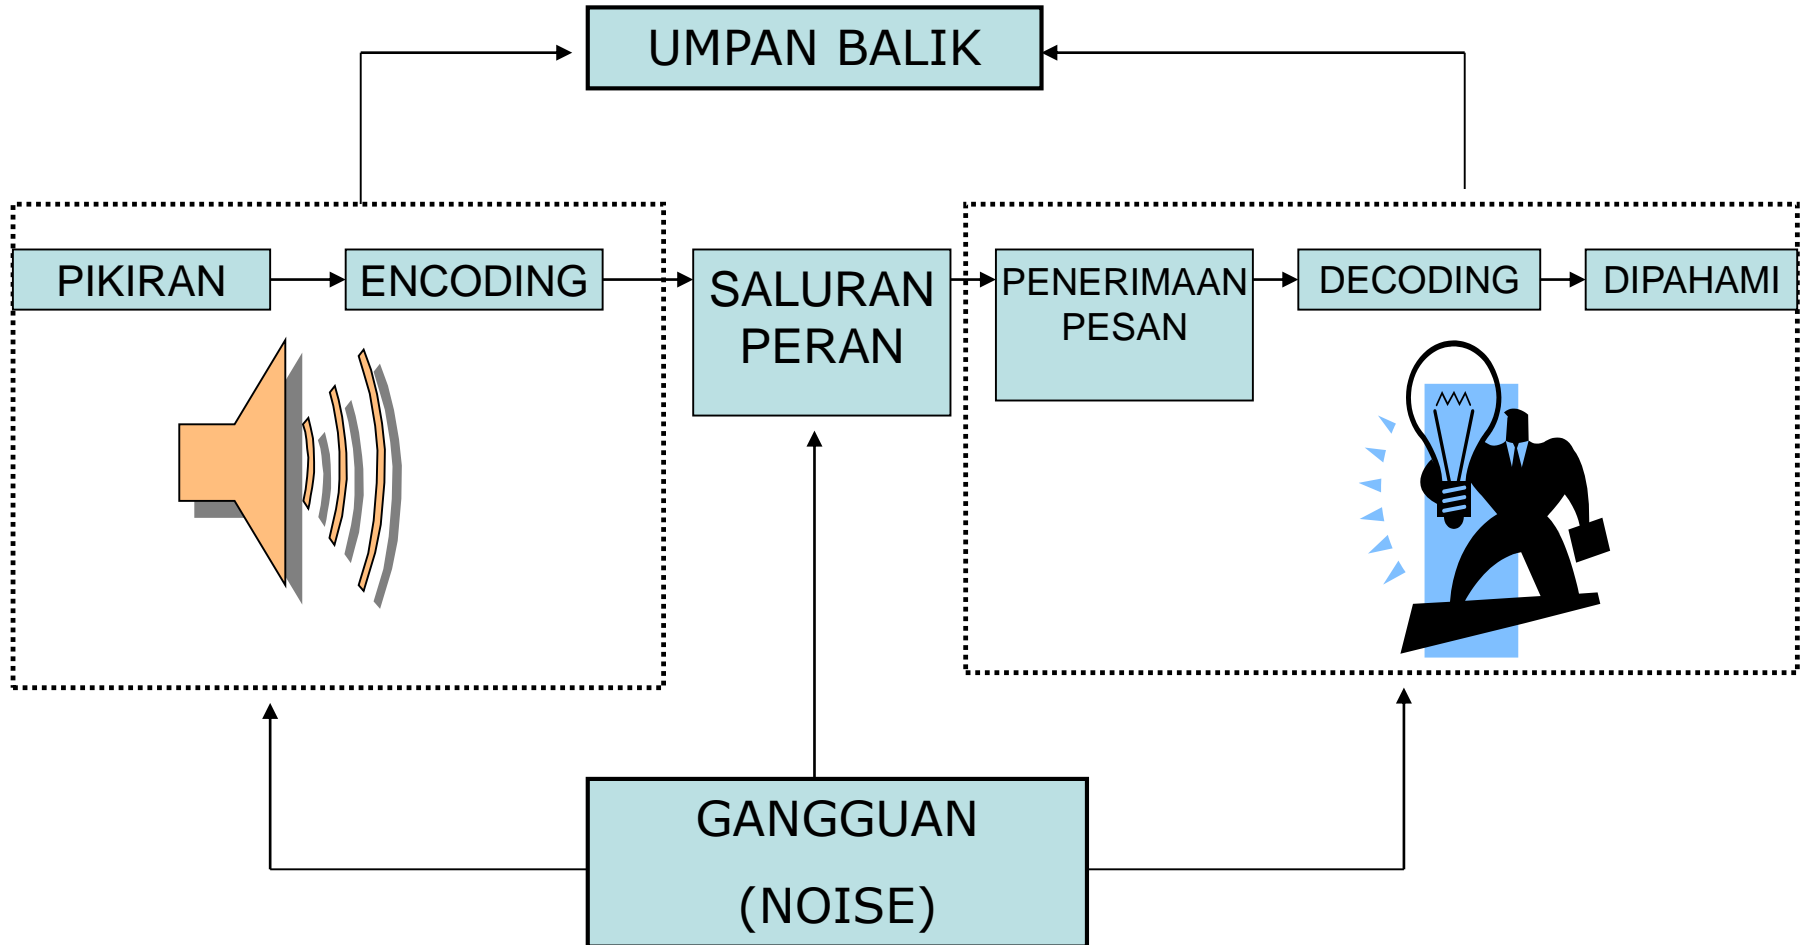 UMPAN BALIK
PIKIRAN
ENCODING
SALURAN
PERAN
PENERIMAAN
PESAN
DECODING
DIPAHAMI
GANGGUAN
(NOISE)